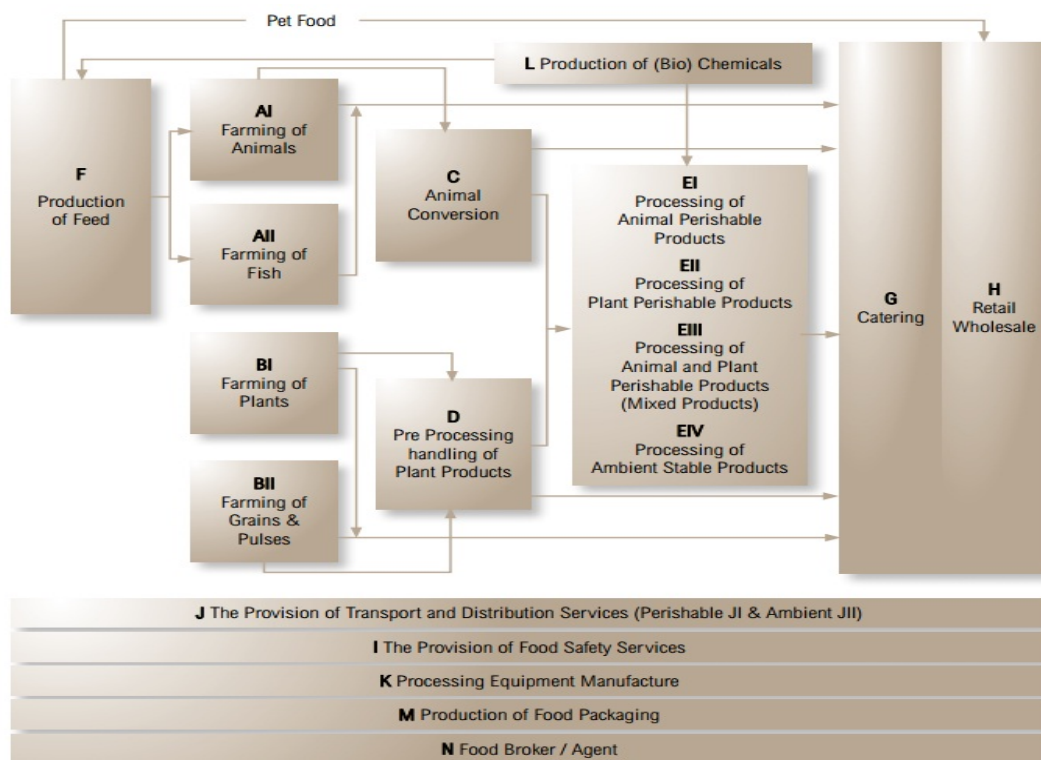 Pet Food
L Production of (Bio) Chemicals
F
Production
of Feed
AI
Farming of
Animals
AII
Farming of
Fish
C
Animal
Conversion
BI
Farming of
Plants
BII
Farming of
Grains &
Pulses
D
Pre Processing
handling of
Plant Products
EI
Processing of
Animal Perishable
Products
EII
Processing of
Plant Perishable Products
EIII
Processing of
Animal and Plant
Perishable Products
(Mixed Products)
EIV
Processing of
Ambient Stable Products
G
Catering
H
Retail
Wholesale
J The Provision of Transport and Distribution Services (Perishable JI & Ambient JII)
I The Provision of Food Safety Services
K Processing Equipment Manufacture
M Production of Food Packaging
N Food Broker / Agent